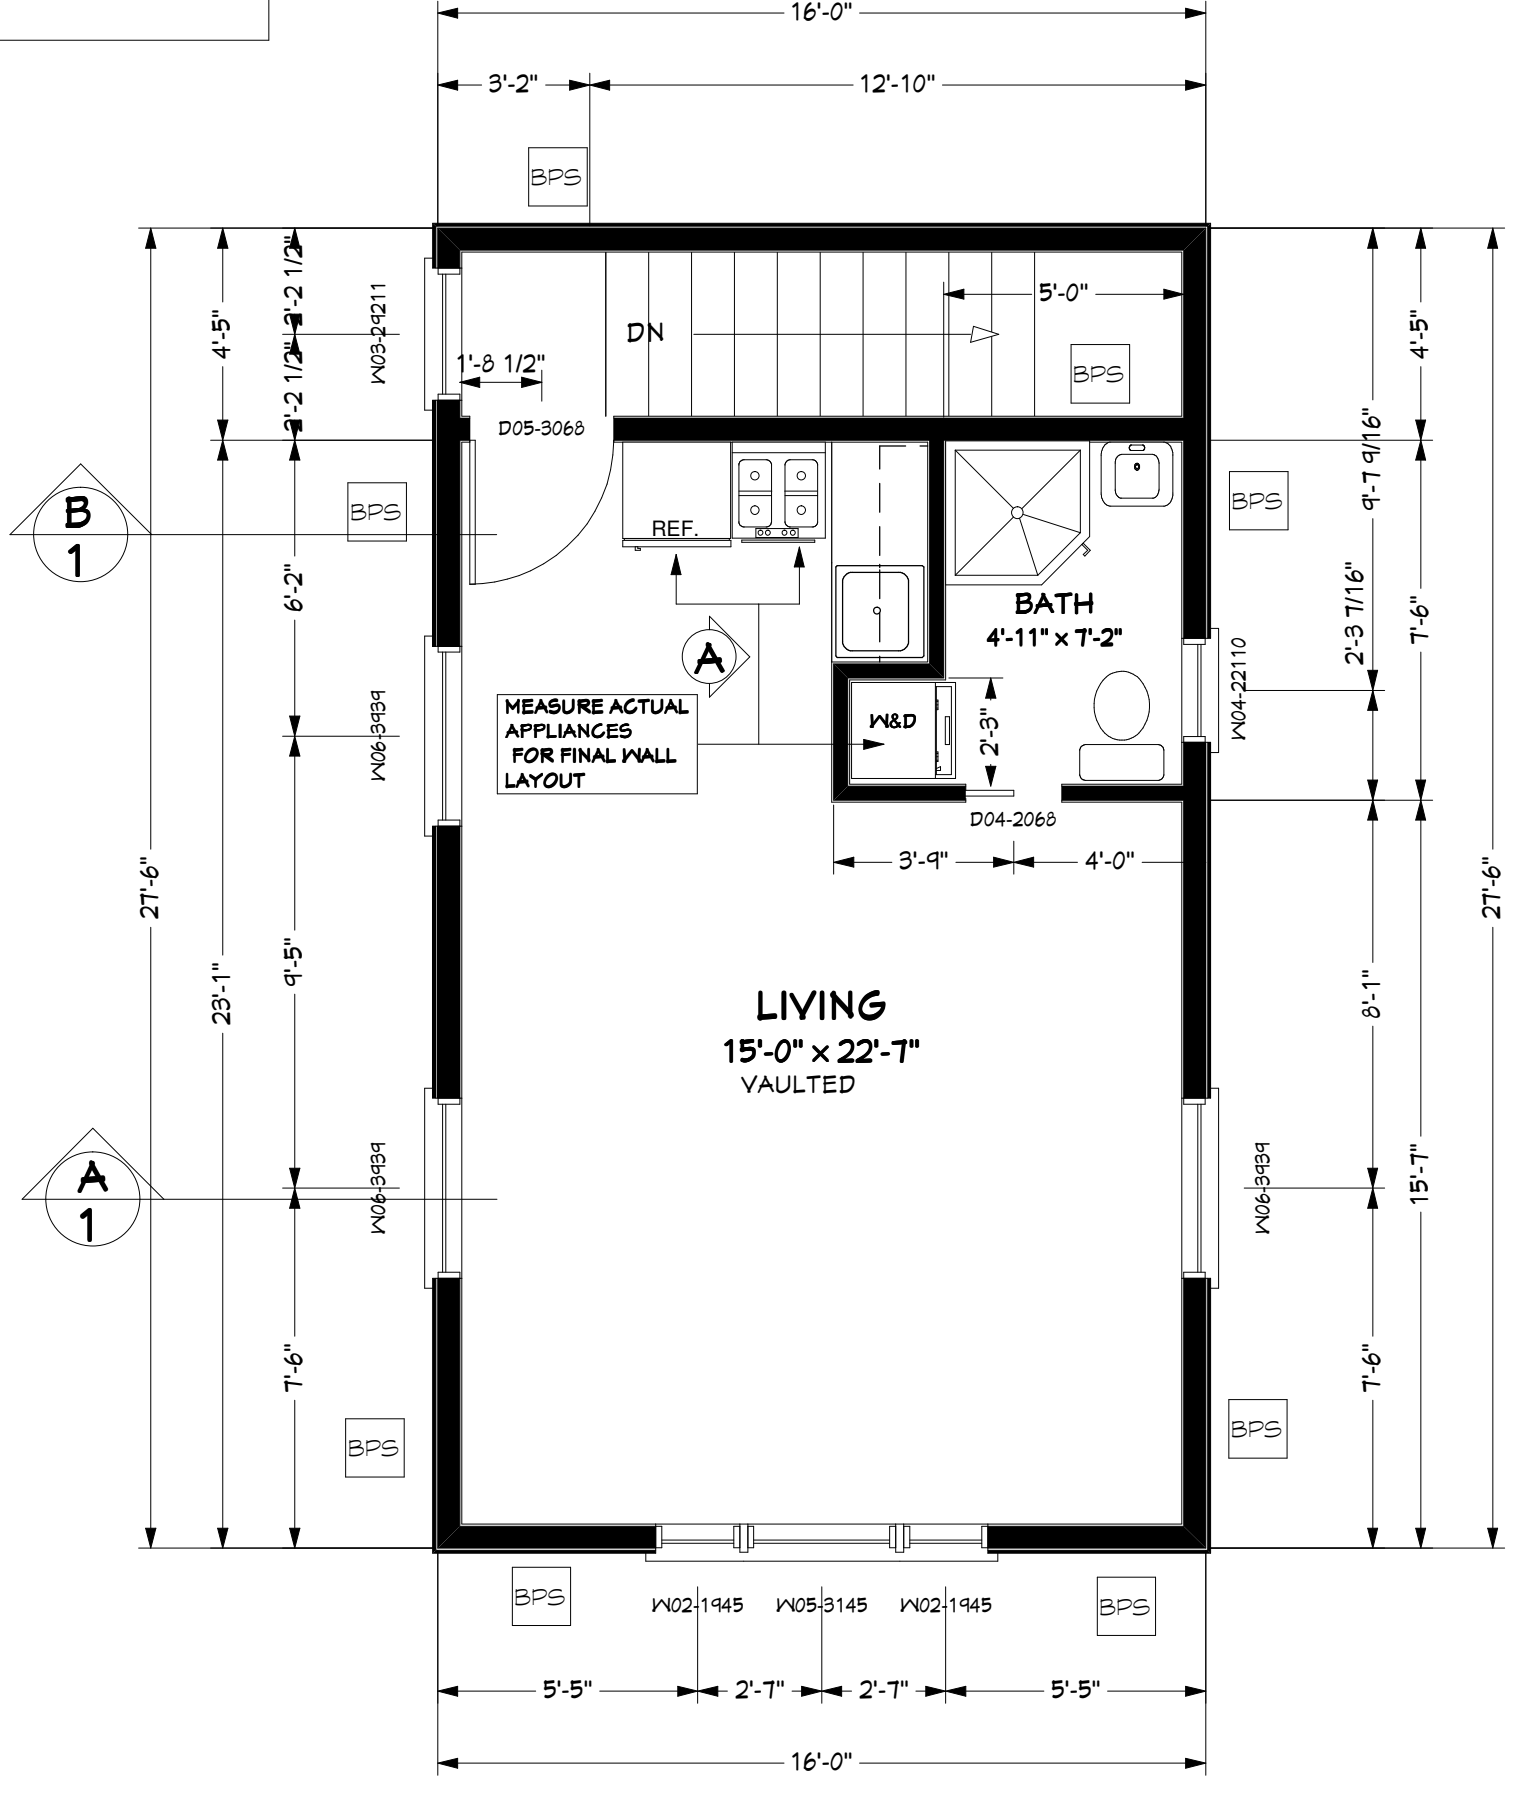 16'-0"
3'-2"
12'-10"
BPS
2'-2 1/2"
W03-29211
4'-5"
5'-0"
DN
4'-5"
1'-8 1/2"
2'-2 1/2"
BPS
D05-3068
9'-7 9/16"
B
1
BPS
REF.
BPS
6'-2"
BATH
4'-11" x 7'-2"
2'-3 7/16"
7'-6"
A
W04-22110
MEASURE ACTUAL
APPLIANCES
FOR FINAL WALL
LAYOUT
W&D
2'-3"
W06-3939
D04-2068
3'-9"
4'-0"
27'-6"
27'-6"
23'-1"
9'-5"
8'-1"
LIVING
15'-0" x 22'-7"
VAULTED
A
1
W06-3939
W06-3939
15'-7"
7'-6"
7'-6"
BPS
BPS
BPS
BPS
W02-1945
W05-3145
W02-1945
5'-5"
2'-7"
2'-7"
5'-5"
16'-0"